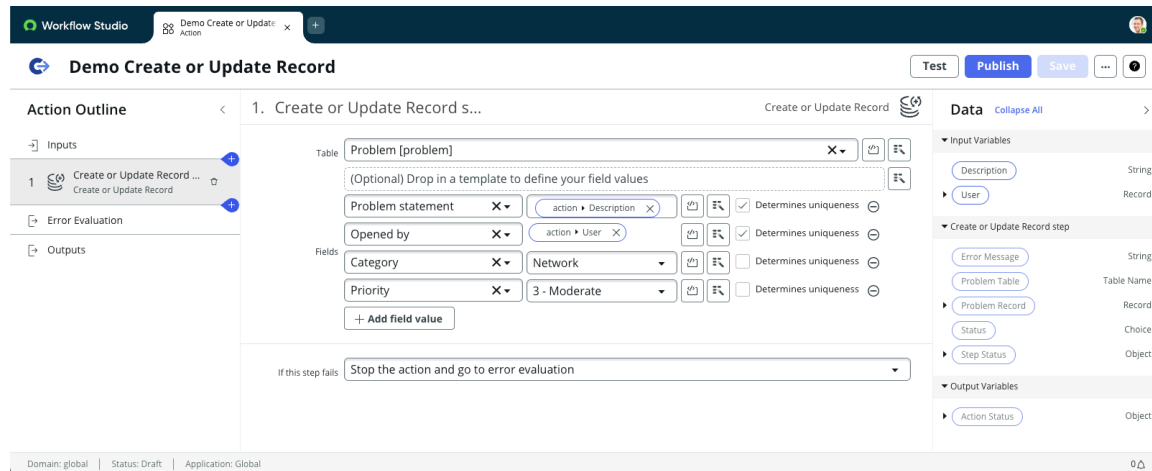 Workflow Studio
Demo Create or Update
Action
Demo Create or Update Record
Test
Publish
Save
Action Outline
Inputs
1
Create or Update Record ...
Create or Update Record
Error Evaluation
Outputs
1. Create or Update Record s...
Create or Update Record
Table
Problem [problem]
(Optional) Drop in a template to define your field values
Fields
Problem statement
action ▸ Description
Determines uniqueness
Opened by
action ▸ User
Determines uniqueness
Category
Network
Determines uniqueness
Priority
3 - Moderate
Determines uniqueness
+ Add field value
If this step fails
Stop the action and go to error evaluation
Data Collapse All
Input Variables
Description String
User Record
Create or Update Record step
Error Message String
Problem Table Table Name
Problem Record Record
Status Choice
Step Status Object
Output Variables
Action Status Object
Domain: global | Status: Draft | Application: Global
0